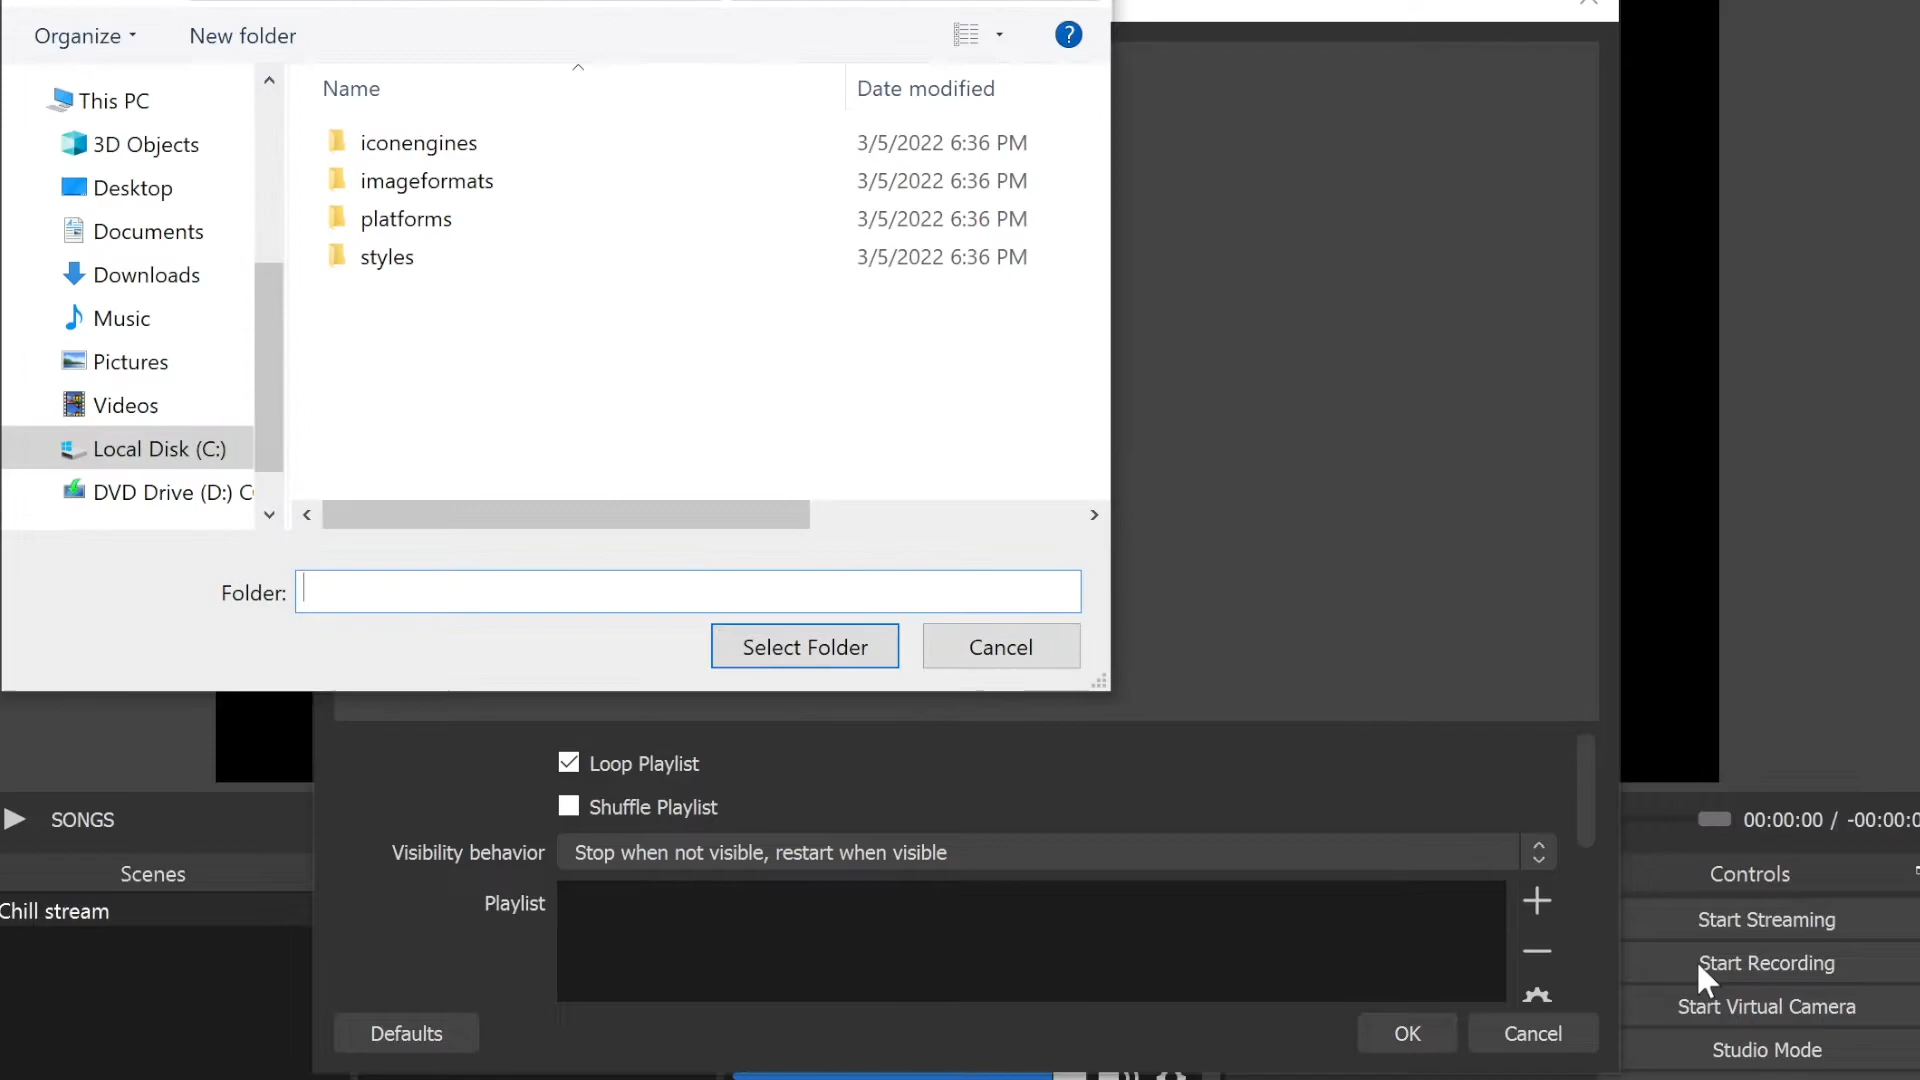 Organize
New folder
?
This PC
3D Objects
Desktop
Documents
Downloads
Music
Pictures
Videos
Local Disk (C:)
DVD Drive (D:) C
Name
Date modified
iconengines
3/5/2022 6:36 PM
imageformats
3/5/2022 6:36 PM
platforms
3/5/2022 6:36 PM
styles
3/5/2022 6:36 PM
Folder:
Select Folder
Cancel
Loop Playlist
Shuffle Playlist
Visibility behavior
Stop when not visible, restart when visible
Playlist
Defaults
OK
Cancel
SONGS
Scenes
Chill stream
00:00:00 / -00:00:0
Controls
Start Streaming
Start Recording
Start Virtual Camera
Studio Mode